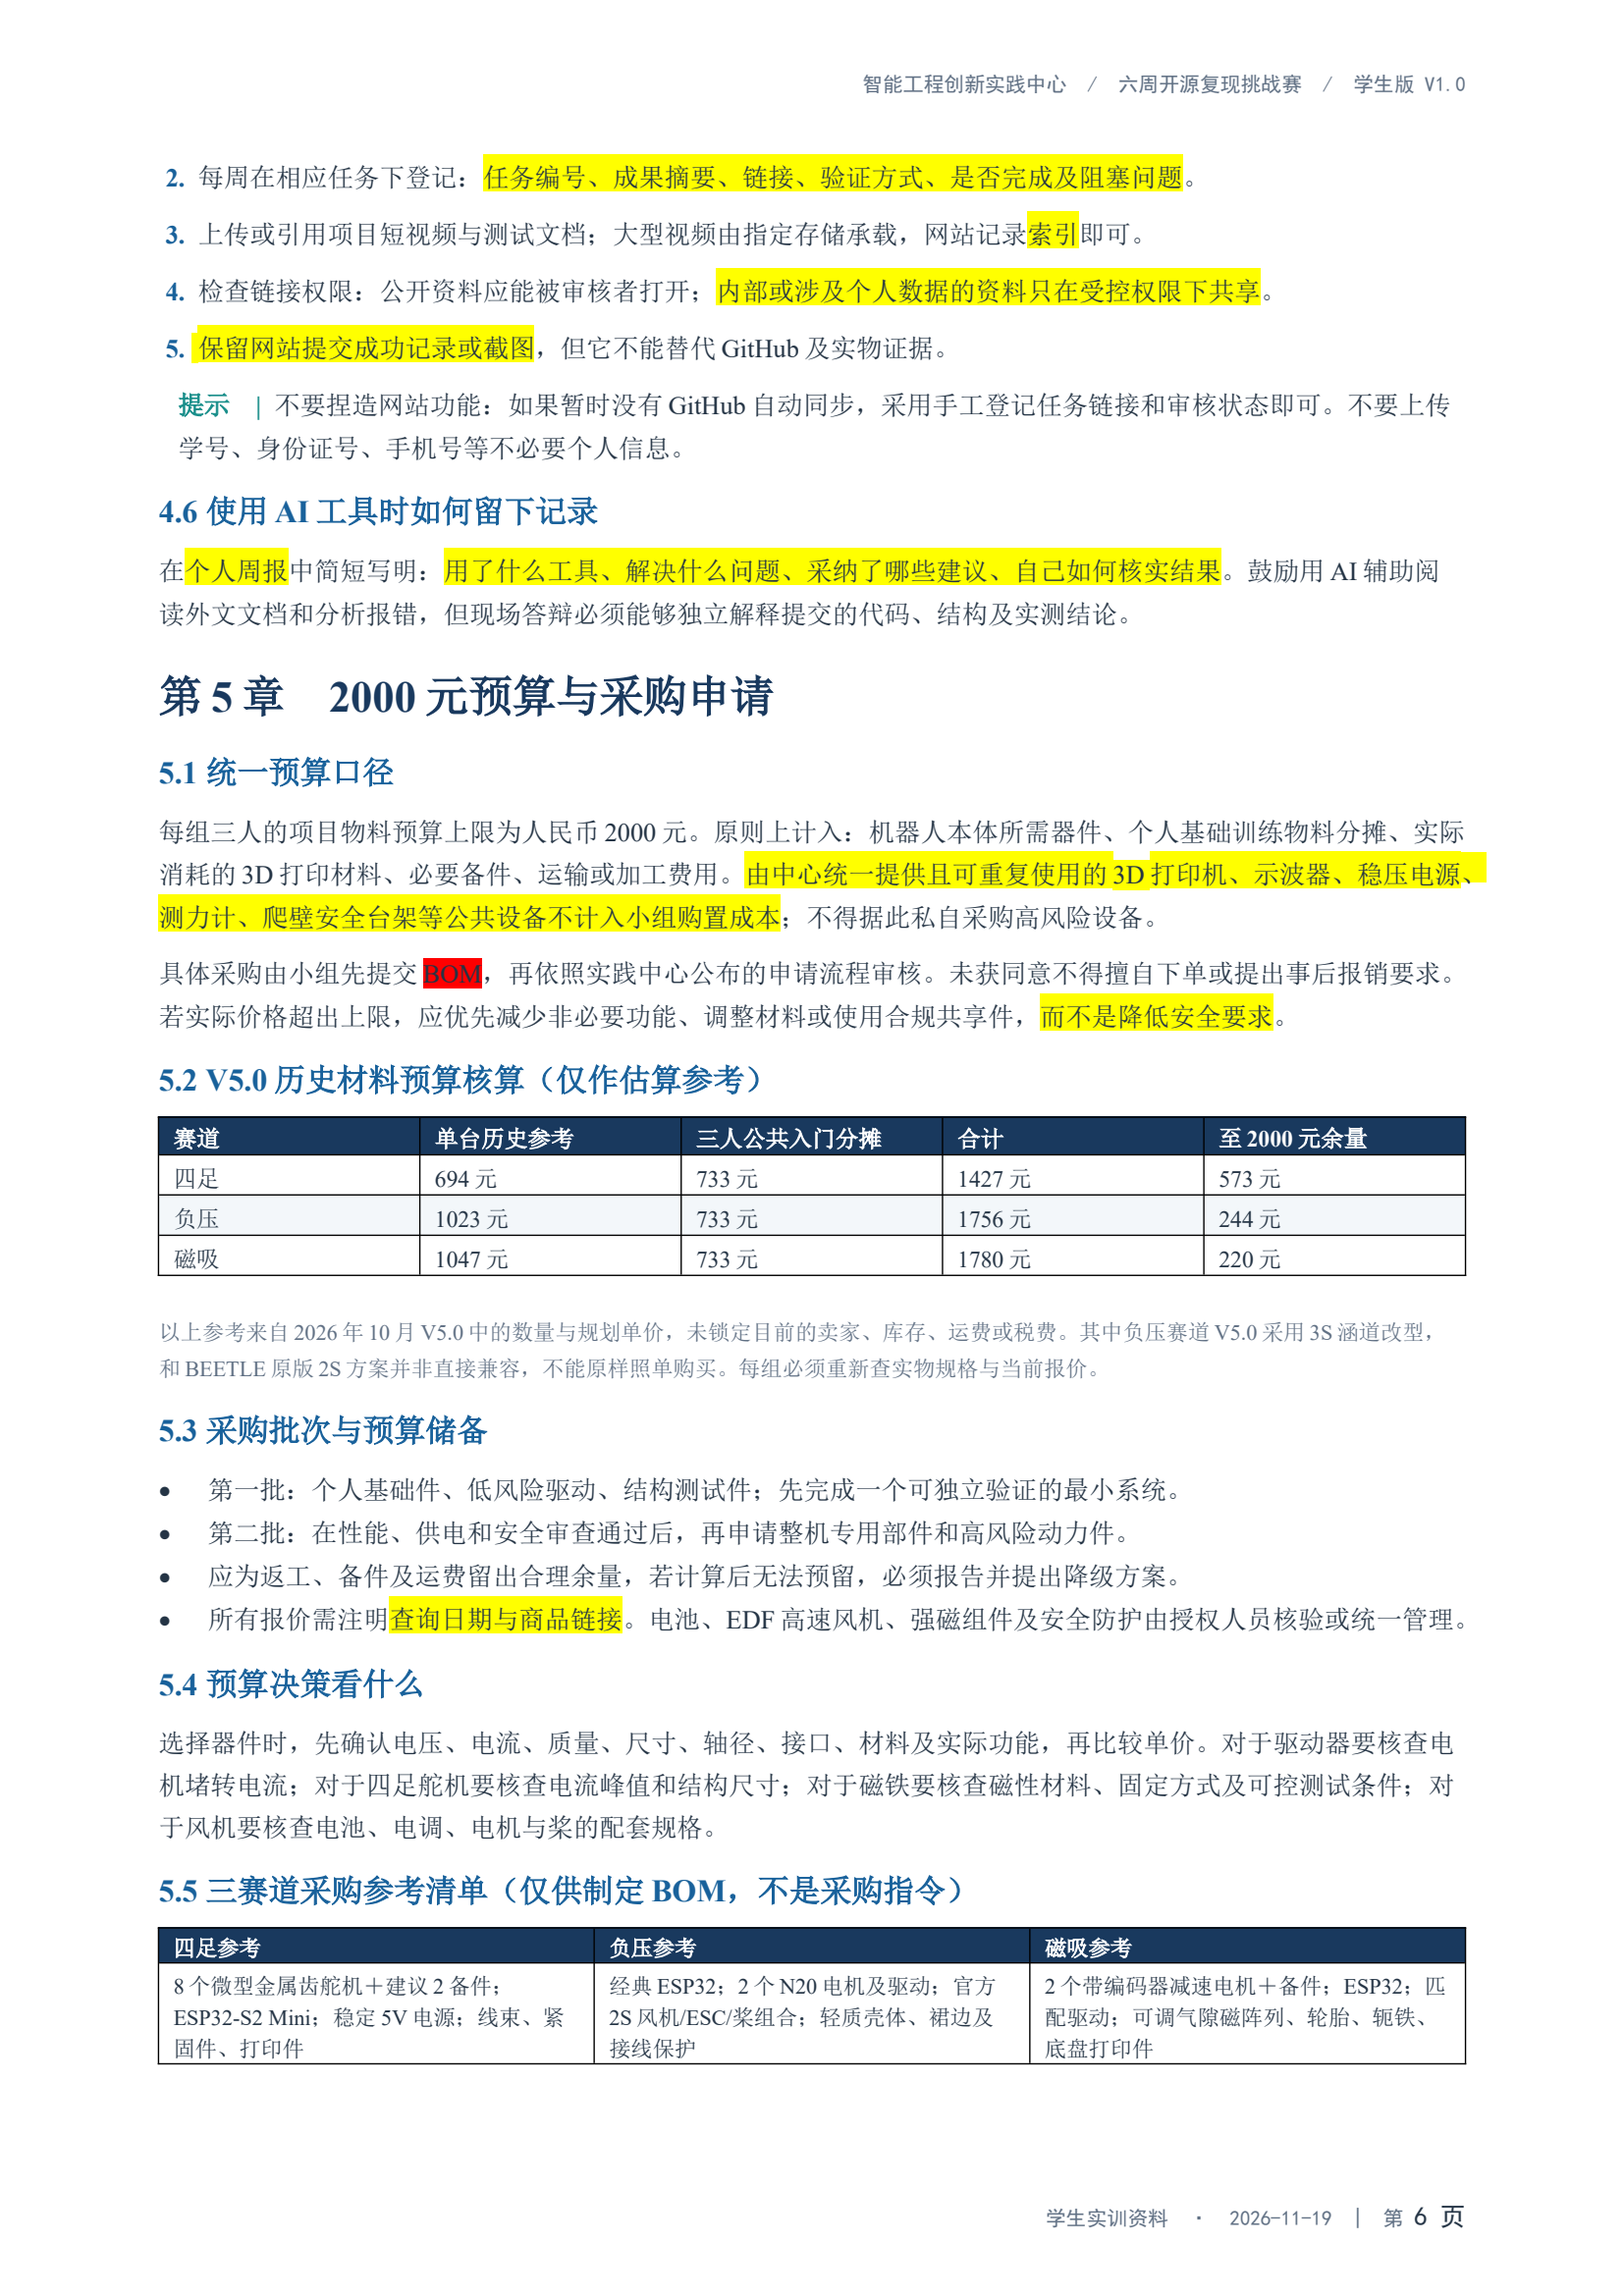 智能工程创新实践中心 / 六周开源复现挑战赛 / 学生版 V1.0
2. 每周在相应任务下登记：任务编号、成果摘要、链接、验证方式、是否完成及阻塞问题。
3. 上传或引用项目短视频与测试文档；大型视频由指定存储承载，网站记录索引即可。
4. 检查链接权限：公开资料应能被审核者打开；内部或涉及个人数据的资料只在受控权限下共享。
5. 保留网站提交成功记录或截图，但它不能替代 GitHub 及实物证据。
提示 | 不要捏造网站功能：如果暂时没有 GitHub 自动同步，采用手工登记任务链接和审核状态即可。不要上传
学号、身份证号、手机号等不必要个人信息。
4.6 使用 AI 工具时如何留下记录
在个人周报中简短写明：用了什么工具、解决什么问题、采纳了哪些建议、自己如何核实结果。鼓励用 AI 辅助阅
读外文文档和分析报错，但现场答辩必须能够独立解释提交的代码、结构及实测结论。
第 5 章 2000 元预算与采购申请
5.1 统一预算口径
每组三人的项目物料预算上限为人民币 2000 元。原则上计入：机器人本体所需器件、个人基础训练物料分摊、实际
消耗的 3D 打印材料、必要备件、运输或加工费用。由中心统一提供且可重复使用的 3D 打印机、示波器、稳压电源、
测力计、爬壁安全台架等公共设备不计入小组购置成本；不得据此私自采购高风险设备。
具体采购由小组先提交 BOM，再依照实践中心公布的申请流程审核。未获同意不得擅自下单或提出事后报销要求。
若实际价格超出上限，应优先减少非必要功能、调整材料或使用合规共享件，而不是降低安全要求。
5.2 V5.0 历史材料预算核算（仅作估算参考）
赛道 单台历史参考 三人公共入门分摊 合计 至 2000 元余量
四足 694 元 733 元 1427 元 573 元
负压 1023 元 733 元 1756 元 244 元
磁吸 1047 元 733 元 1780 元 220 元
以上参考来自 2026 年 10 月 V5.0 中的数量与规划单价，未锁定目前的卖家、库存、运费或税费。其中负压赛道 V5.0 采用 3S 涵道改型，
和 BEETLE 原版 2S 方案并非直接兼容，不能原样照单购买。每组必须重新查实物规格与当前报价。
5.3 采购批次与预算储备
• 第一批：个人基础件、低风险驱动、结构测试件；先完成一个可独立验证的最小系统。
• 第二批：在性能、供电和安全审查通过后，再申请整机专用部件和高风险动力件。
• 应为返工、备件及运费留出合理余量，若计算后无法预留，必须报告并提出降级方案。
• 所有报价需注明查询日期与商品链接。电池、EDF 高速风机、强磁组件及安全防护由授权人员核验或统一管理。
5.4 预算决策看什么
选择器件时，先确认电压、电流、质量、尺寸、轴径、接口、材料及实际功能，再比较单价。对于驱动器要核查电
机堵转电流；对于四足舵机要核查电流峰值和结构尺寸；对于磁铁要核查磁性材料、固定方式及可控测试条件；对
于风机要核查电池、电调、电机与桨的配套规格。
5.5 三赛道采购参考清单（仅供制定 BOM，不是采购指令）
四足参考 负压参考 磁吸参考
8 个微型金属齿舵机＋建议 2 备件； 经典 ESP32；2 个 N20 电机及驱动；官方 2 个带编码器减速电机＋备件；ESP32；匹
ESP32-S2 Mini；稳定 5V 电源；线束、紧 2S 风机/ESC/桨组合；轻质壳体、裙边及 配驱动；可调气隙磁阵列、轮胎、轭铁、
固件、打印件 接线保护 底盘打印件
学生实训资料 · 2026-11-19 | 第 6 页